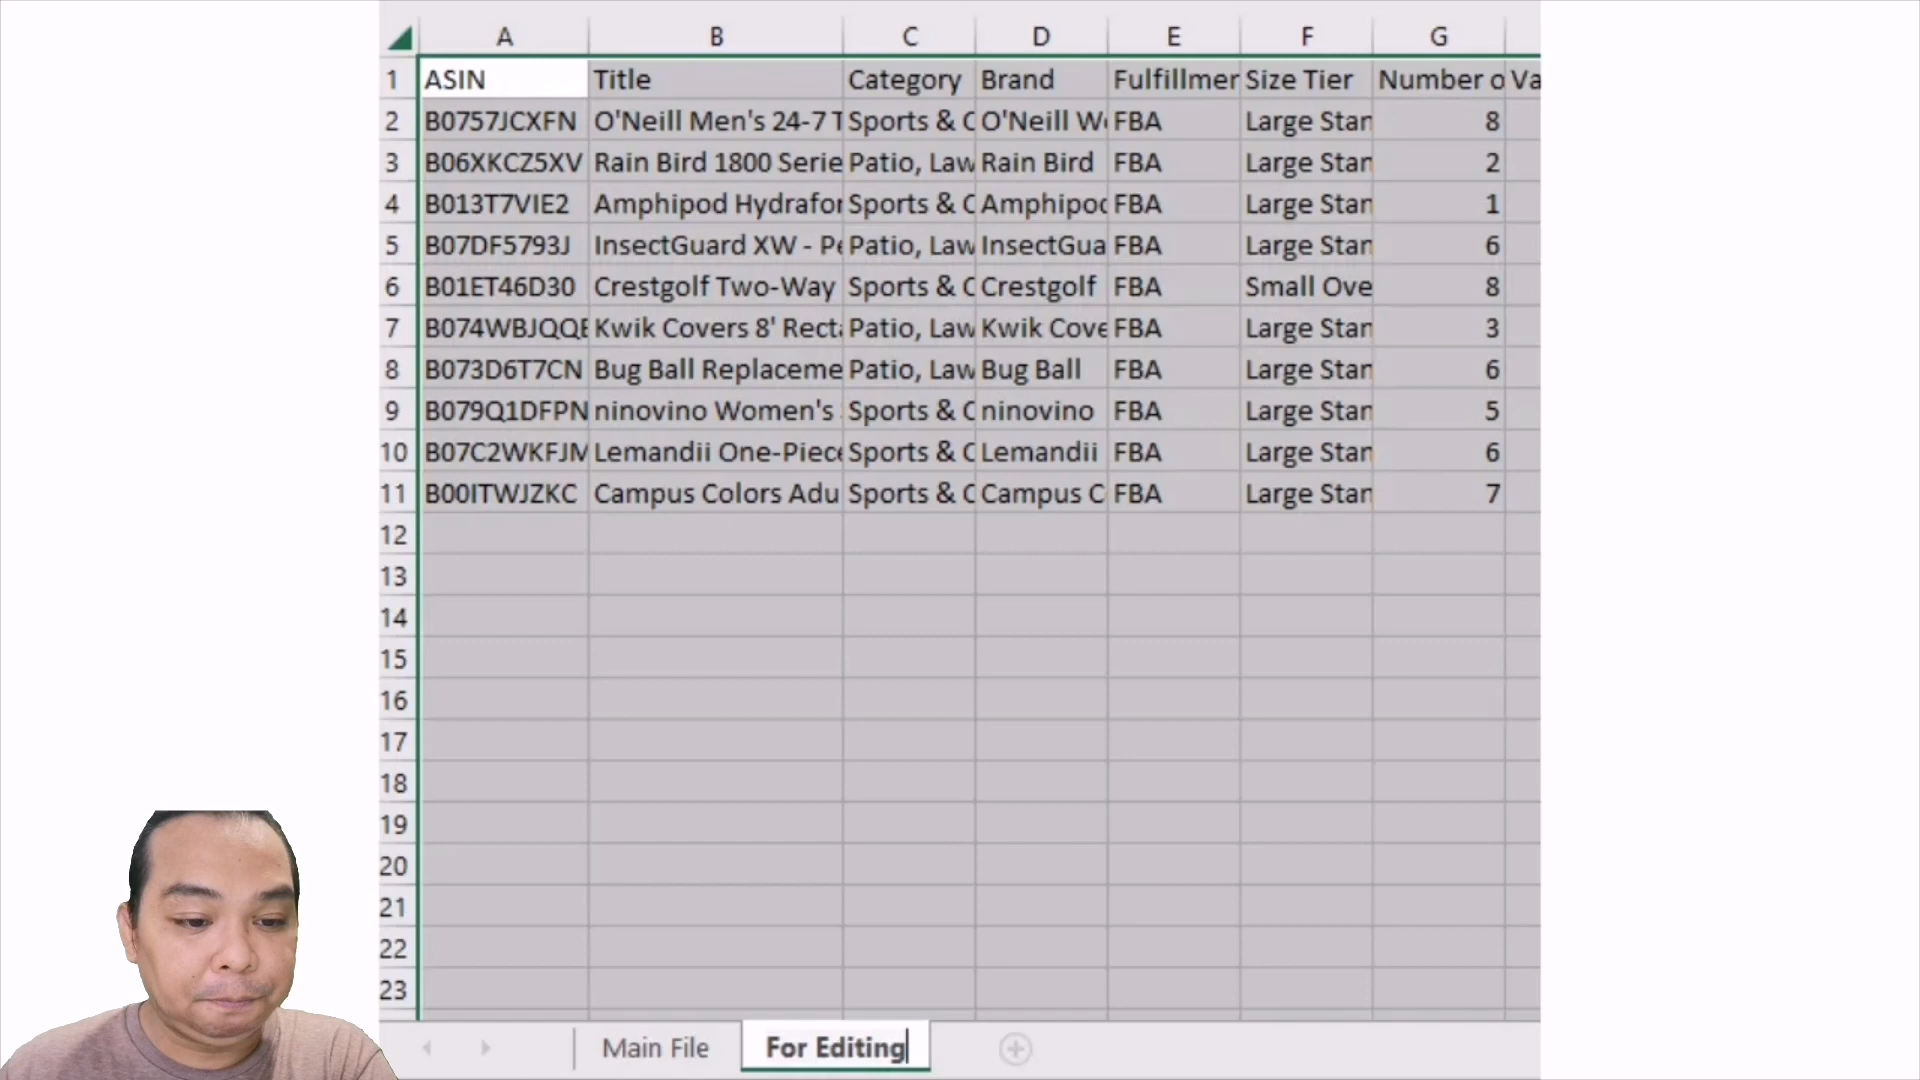 A B C D E F G
1 ASIN Title Category Brand Fulfillmer Size Tier Number o Va
2 B0757JCXFN O'Neill Men's 24-7 T Sports & O'Neill W FBA Large Stan 8
3 B06XKCZ5XV Rain Bird 1800 Serie Patio, Law Rain Bird FBA Large Stan 2
4 B013T7VIE2 Amphipod Hydrafor Sports & Amphipod FBA Large Stan 1
5 B07DF5793J InsectGuard XW - Pe Patio, Law InsectGua FBA Large Stan 6
6 B01ET46D30 Crestgolf Two-Way Sports & Crestgolf FBA Small Ove 8
7 B074WBJQQE Kwik Covers 8' Recta Patio, Law Kwik Cove FBA Large Stan 3
8 B073D6T7CN Bug Ball Replaceme Patio, Law Bug Ball FBA Large Stan 6
9 B079Q1DFPN ninovino Women's Sports & ninovino FBA Large Stan 5
10 B07C2WKFJM Lemandii One-Piece Sports & Lemandii FBA Large Stan 6
11 B00ITWJZKC Campus Colors Adu Sports & Campus C FBA Large Stan 7
12
13
14
15
16
17
18
19
20
21
22
23
Main File For Editing